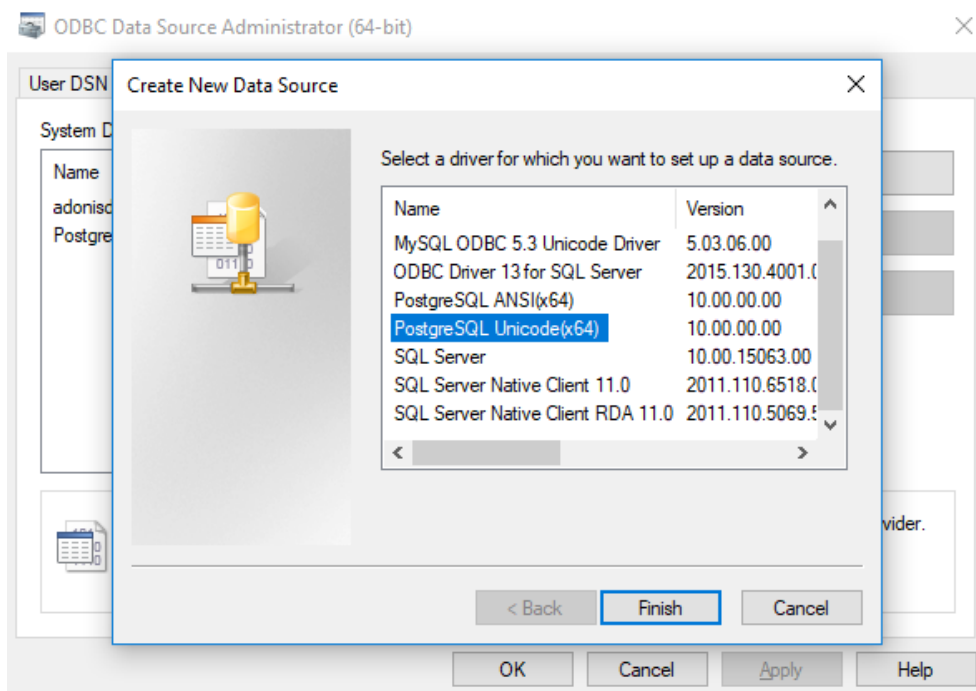 ODBC Data Source Administrator (64-bit)
User DSN
Create New Data Source
System D
Name
adonisc
Postgre
Select a driver for which you want to set up a data source.
Name Version
MySQL ODBC 5.3 Unicode Driver 5.03.06.00
ODBC Driver 13 for SQL Server 2015.130.4001.0
PostgreSQL ANSI(x64) 10.00.00.00
PostgreSQL Unicode(x64) 10.00.00.00
SQL Server 10.00.15063.00
SQL Server Native Client 11.0 2011.110.6518.0
SQL Server Native Client RDA 11.0 2011.110.5069.5
vider.
< Back Finish Cancel
OK Cancel Apply Help